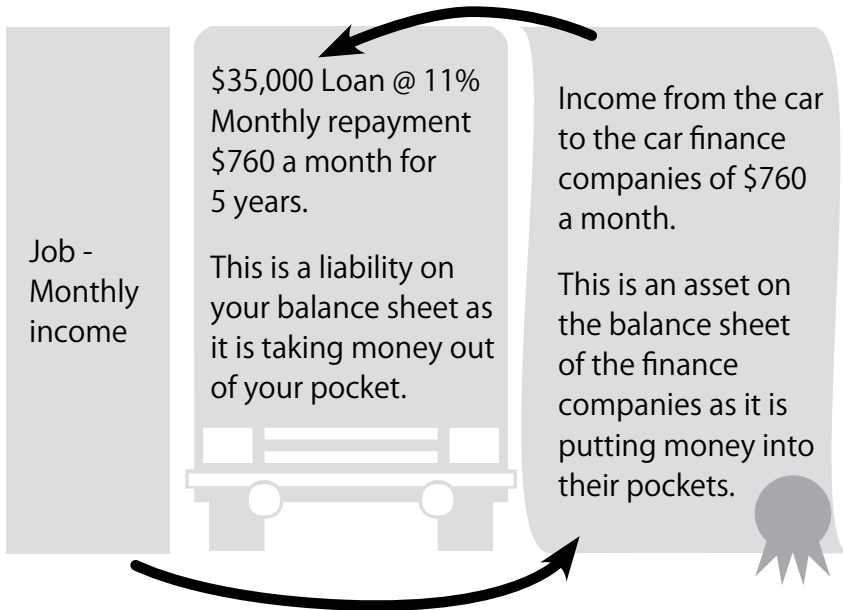 Job -
Monthly
income
$35,000 Loan @ 11%
Monthly repayment
$760 a month for
5 years.
This is a liability on
your balance sheet as
it is taking money out
of your pocket.
Income from the car
to the car finance
companies of $760
a month.
This is an asset on
the balance sheet
of the finance
companies as it is
putting money into
their pockets.